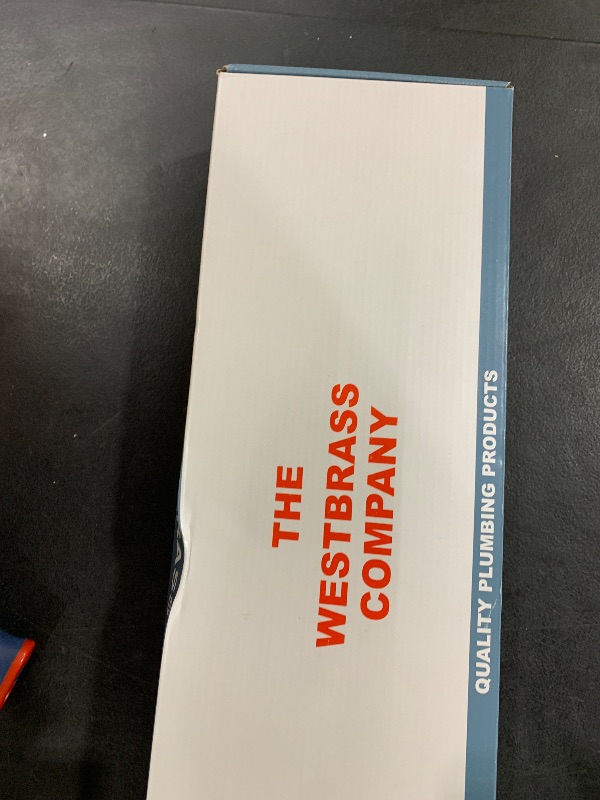 THE
WESTBRASS
COMPANY
QUALITY PLUMBING PRODUCTS